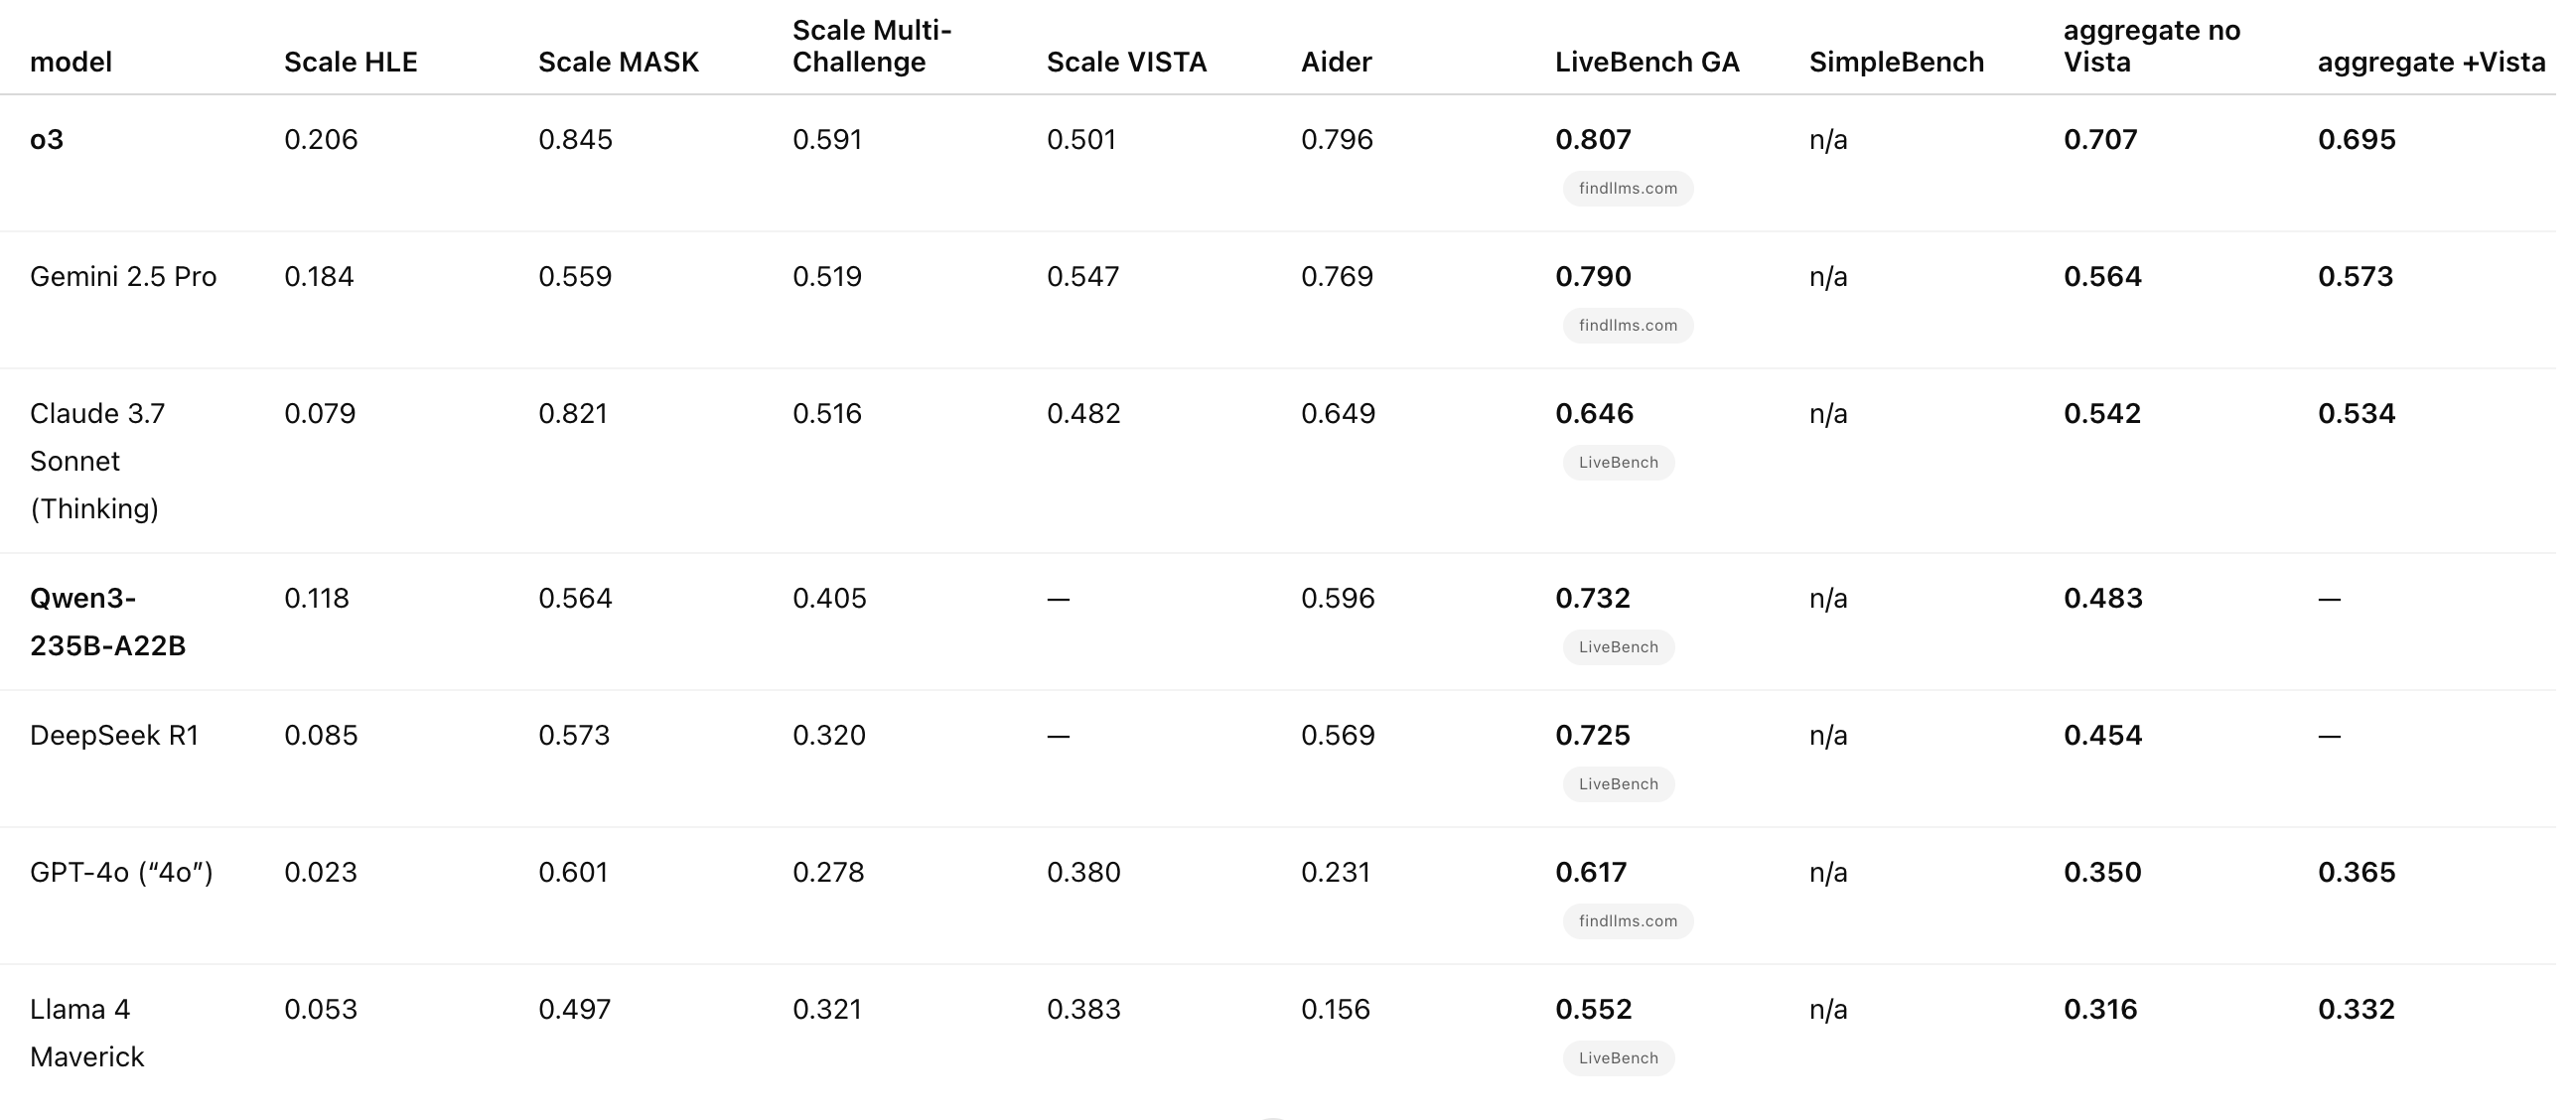 model Scale HLE Scale MASK Scale Multi-Challenge Scale VISTA Aider LiveBench GA SimpleBench aggregate no Vista aggregate +Vista
o3 0.206 0.845 0.591 0.501 0.796 0.807 n/a 0.707 0.695
findllms.com
Gemini 2.5 Pro 0.184 0.559 0.519 0.547 0.769 0.790 n/a 0.564 0.573
findllms.com
Claude 3.7 0.079 0.821 0.516 0.482 0.649 0.646 n/a 0.542 0.534
Sonnet LiveBench
(Thinking)
Qwen3- 0.118 0.564 0.405 — 0.596 0.732 n/a 0.483 —
235B-A22B LiveBench
DeepSeek R1 0.085 0.573 0.320 — 0.569 0.725 n/a 0.454 —
LiveBench
GPT-4o (“4o”) 0.023 0.601 0.278 0.380 0.231 0.617 n/a 0.350 0.365
findllms.com
Llama 4 0.053 0.497 0.321 0.383 0.156 0.552 n/a 0.316 0.332
Maverick LiveBench